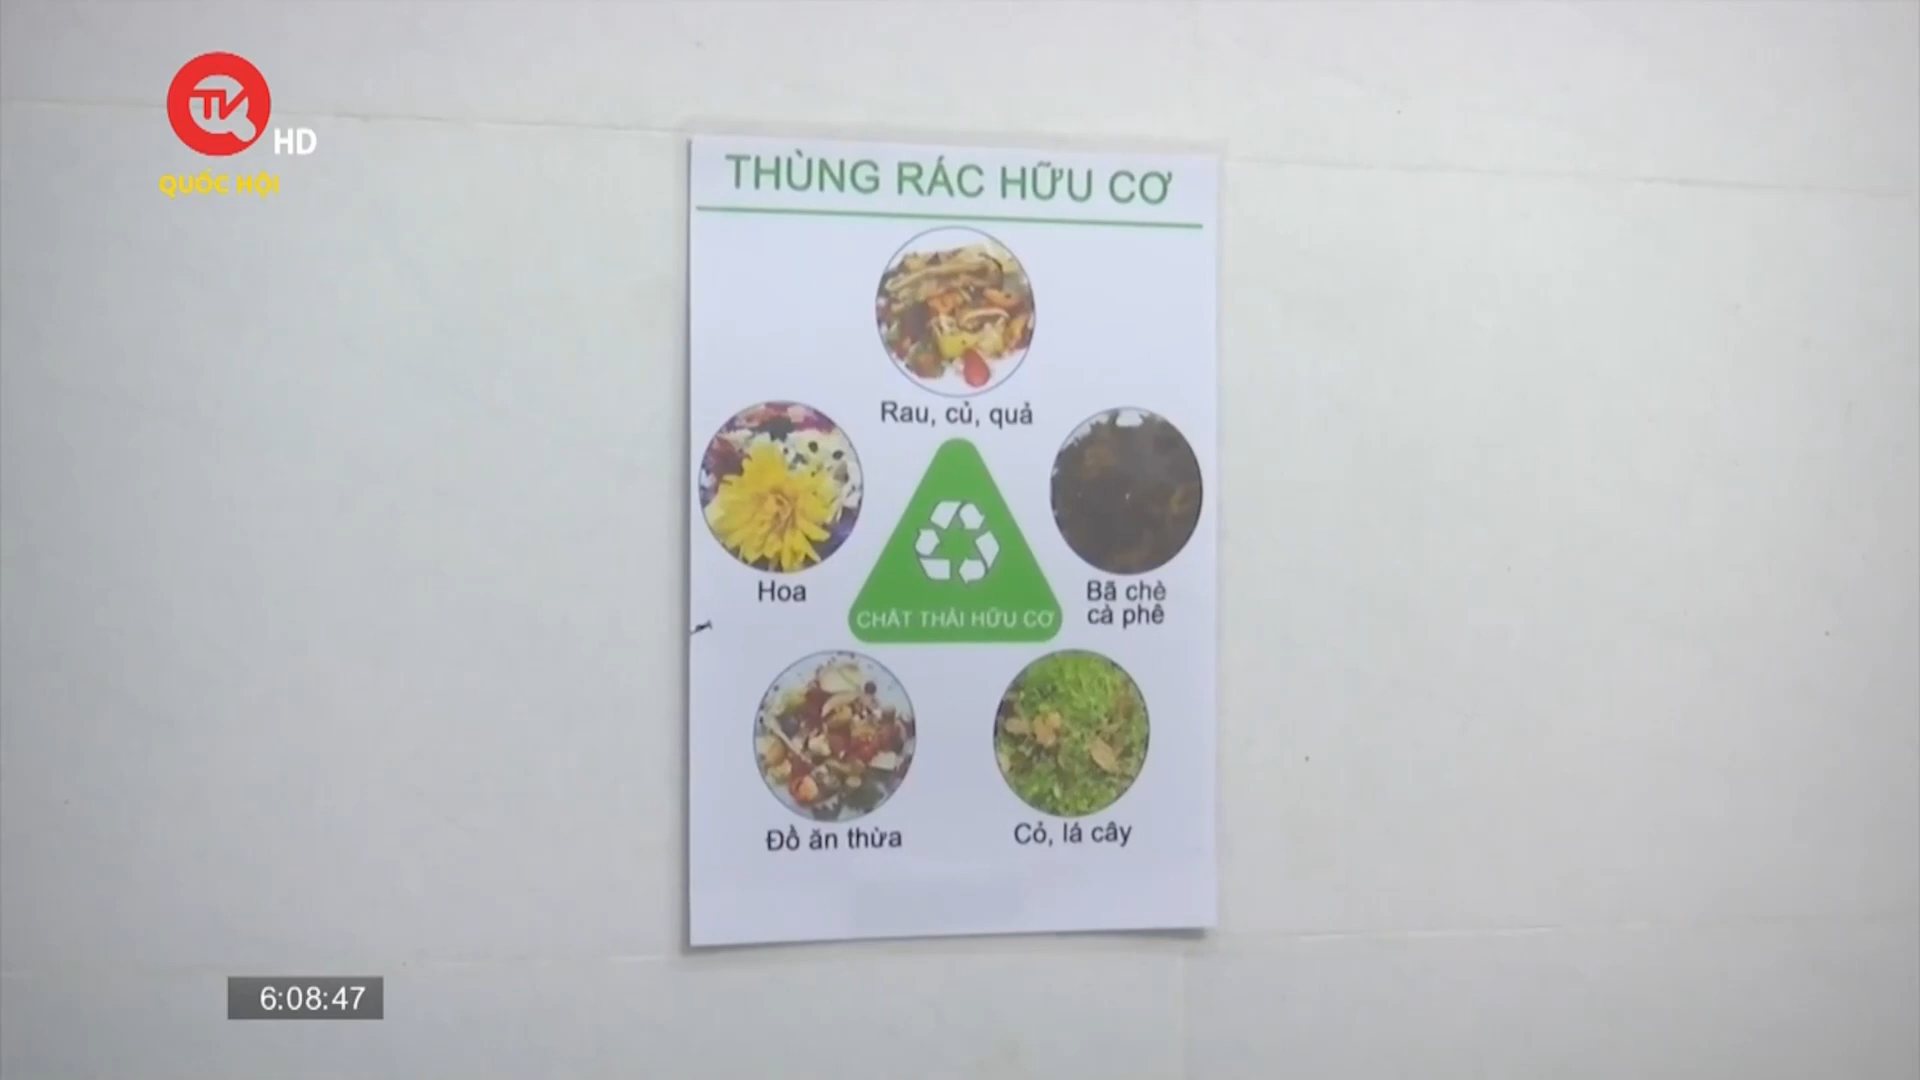 TV
HD
QUỐC HỘI
THÙNG RÁC HỮU CƠ
Rau, củ, quả
Hoa
Bã chè
cà phê
CHẤT THẢI HỮU CƠ
Đồ ăn thừa
Cỏ, lá cây
6:08:47